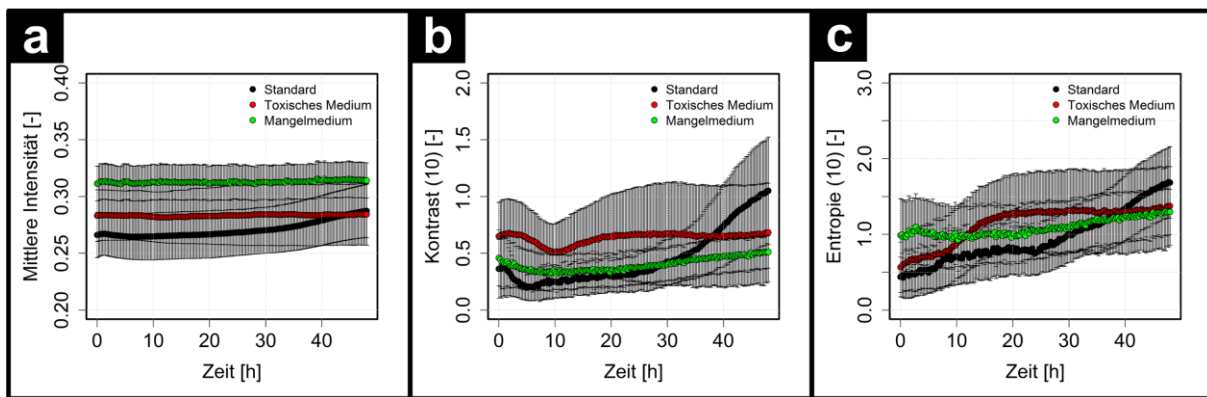 a
Mittlere Intensität [-]
0.40
0.35
0.30
0.25
0.20
Standard
Toxisches Medium
Mangelmedium
0 10 20 30 40
Zeit [h]
b
Kontrast (10) [-]
2.0
1.5
1.0
0.5
0.0
Standard
Toxisches Medium
Mangelmedium
0 10 20 30 40
Zeit [h]
c
Entropie (10) [-]
3.0
2.0
1.0
0.0
Standard
Toxisches Medium
Mangelmedium
0 10 20 30 40
Zeit [h]